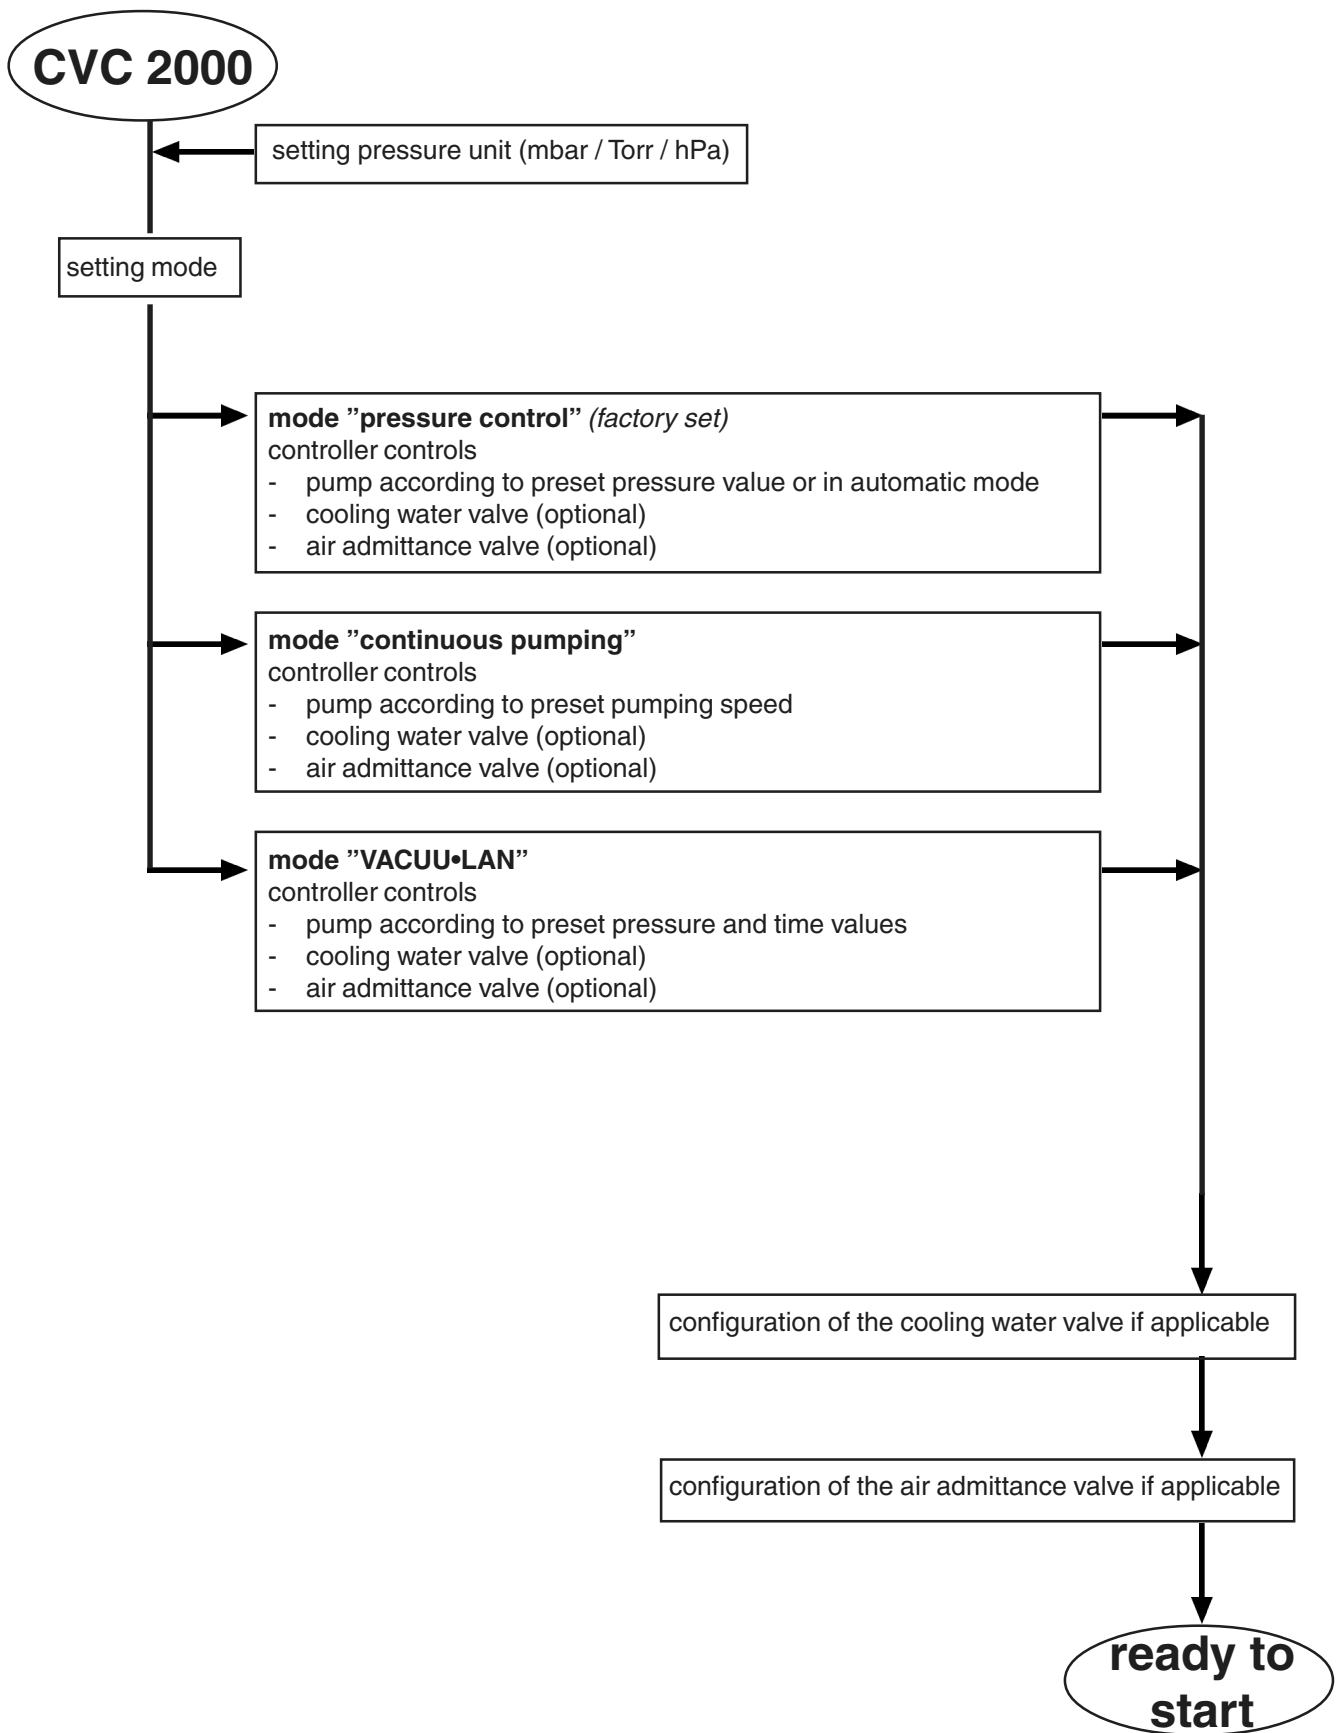 CVC 2000
setting pressure unit (mbar / Torr / hPa)
setting mode
mode ”pressure control” (factory set)
controller controls
- pump according to preset pressure value or in automatic mode
- cooling water valve (optional)
- air admittance valve (optional)
mode ”continuous pumping”
controller controls
- pump according to preset pumping speed
- cooling water valve (optional)
- air admittance valve (optional)
mode ”VACUU•LAN”
controller controls
- pump according to preset pressure and time values
- cooling water valve (optional)
- air admittance valve (optional)
configuration of the cooling water valve if applicable
configuration of the air admittance valve if applicable
ready to
start